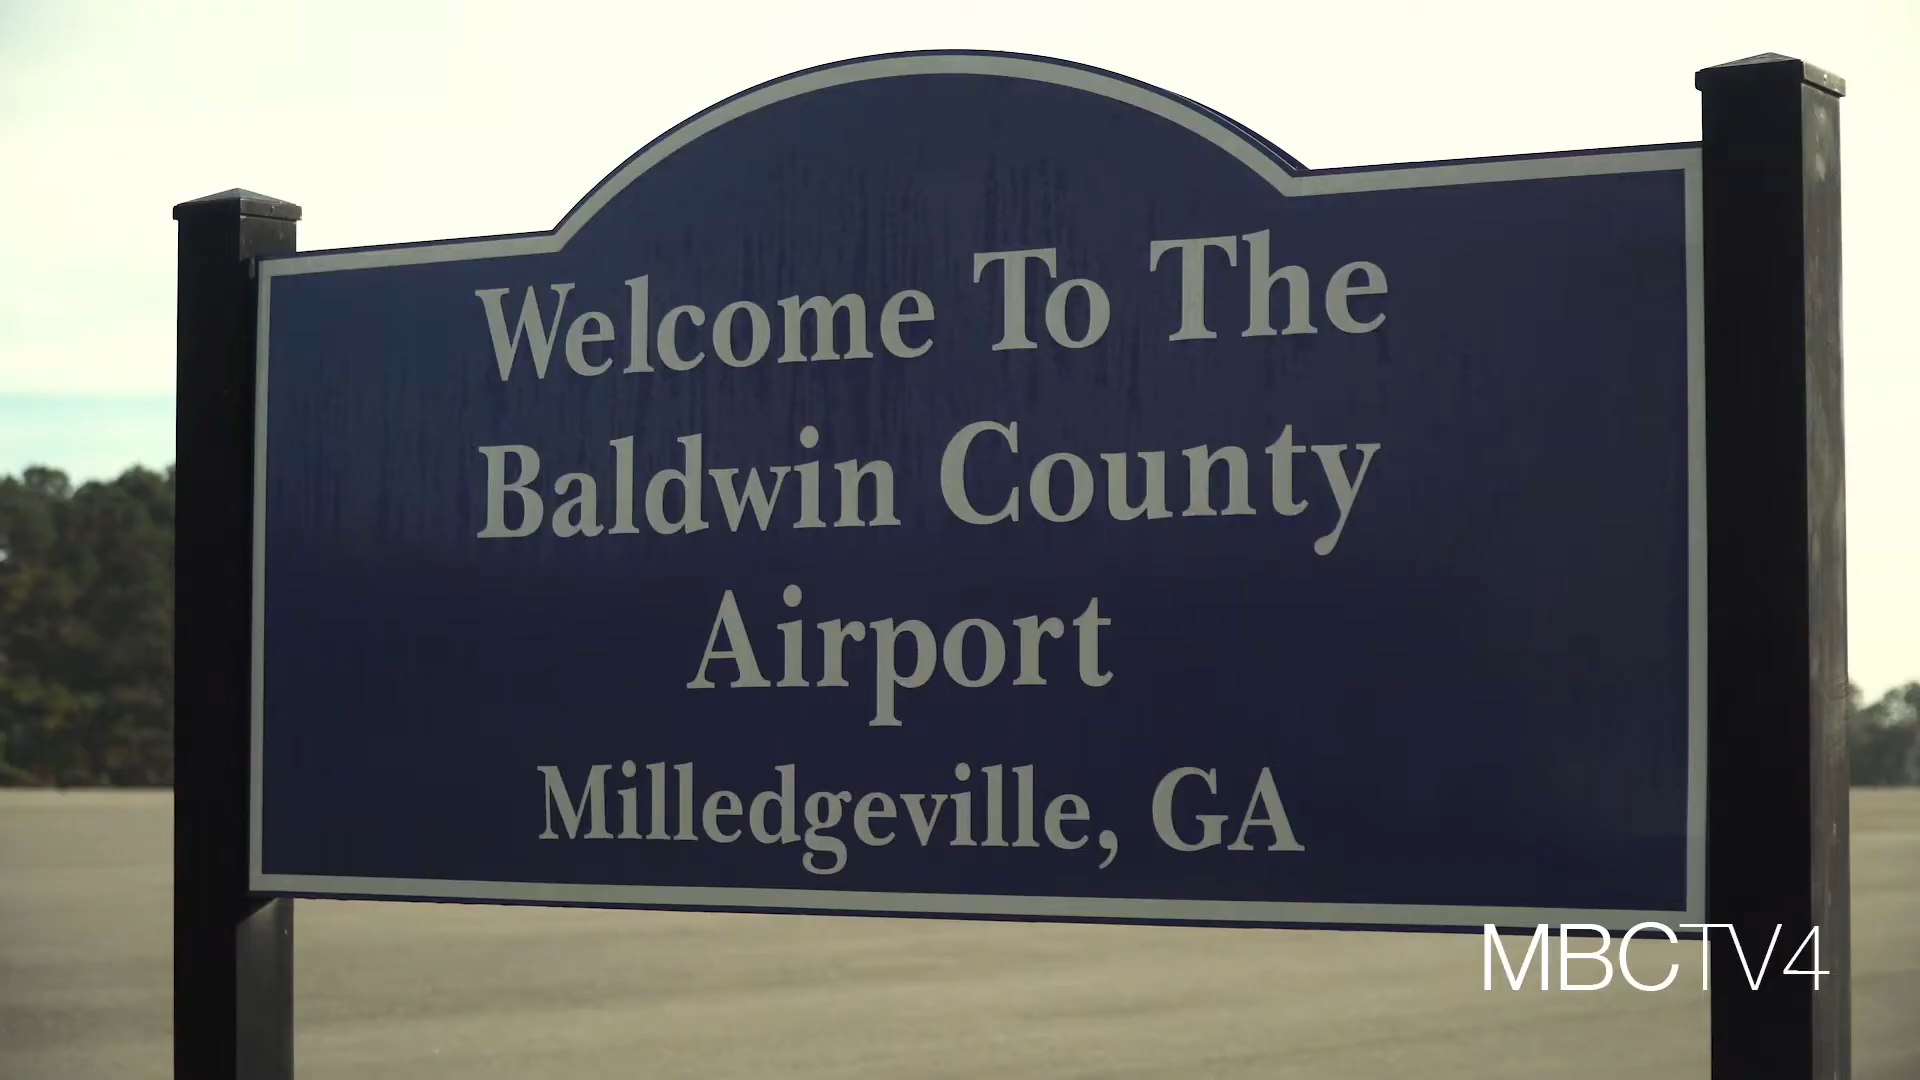 Welcome To The
Baldwin County
Airport
Milledgeville, GA
MBCTV4